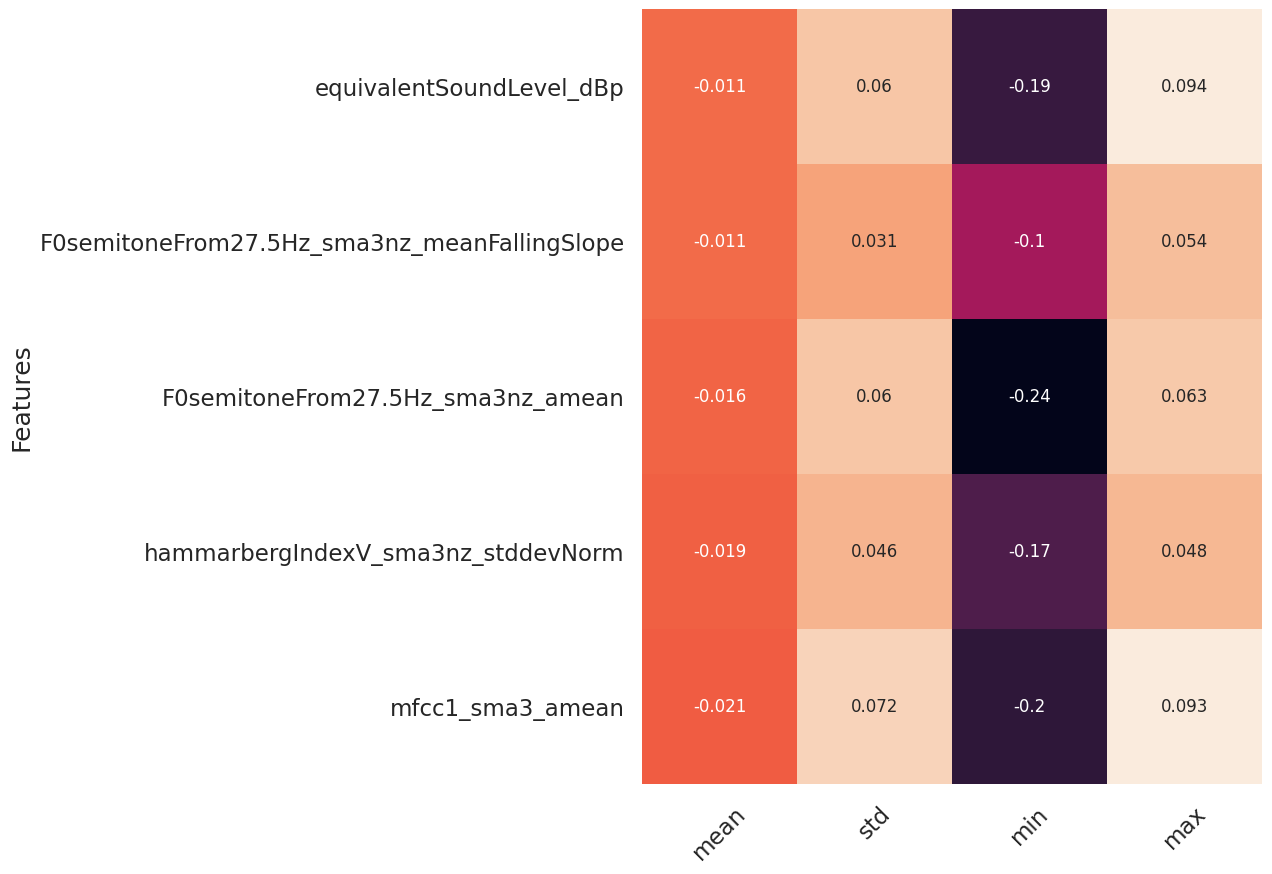 Features
equivalentSoundLevel_dBp -0.011 0.06 -0.19 0.094
F0semitoneFrom27.5Hz_sma3nz_meanFallingSlope -0.011 0.031 -0.1 0.054
F0semitoneFrom27.5Hz_sma3nz_amean -0.016 0.06 -0.24 0.063
hammarbergIndexV_sma3nz_stddevNorm -0.019 0.046 -0.17 0.048
mfcc1_sma3_amean -0.021 0.072 -0.2 0.093
mean std min max